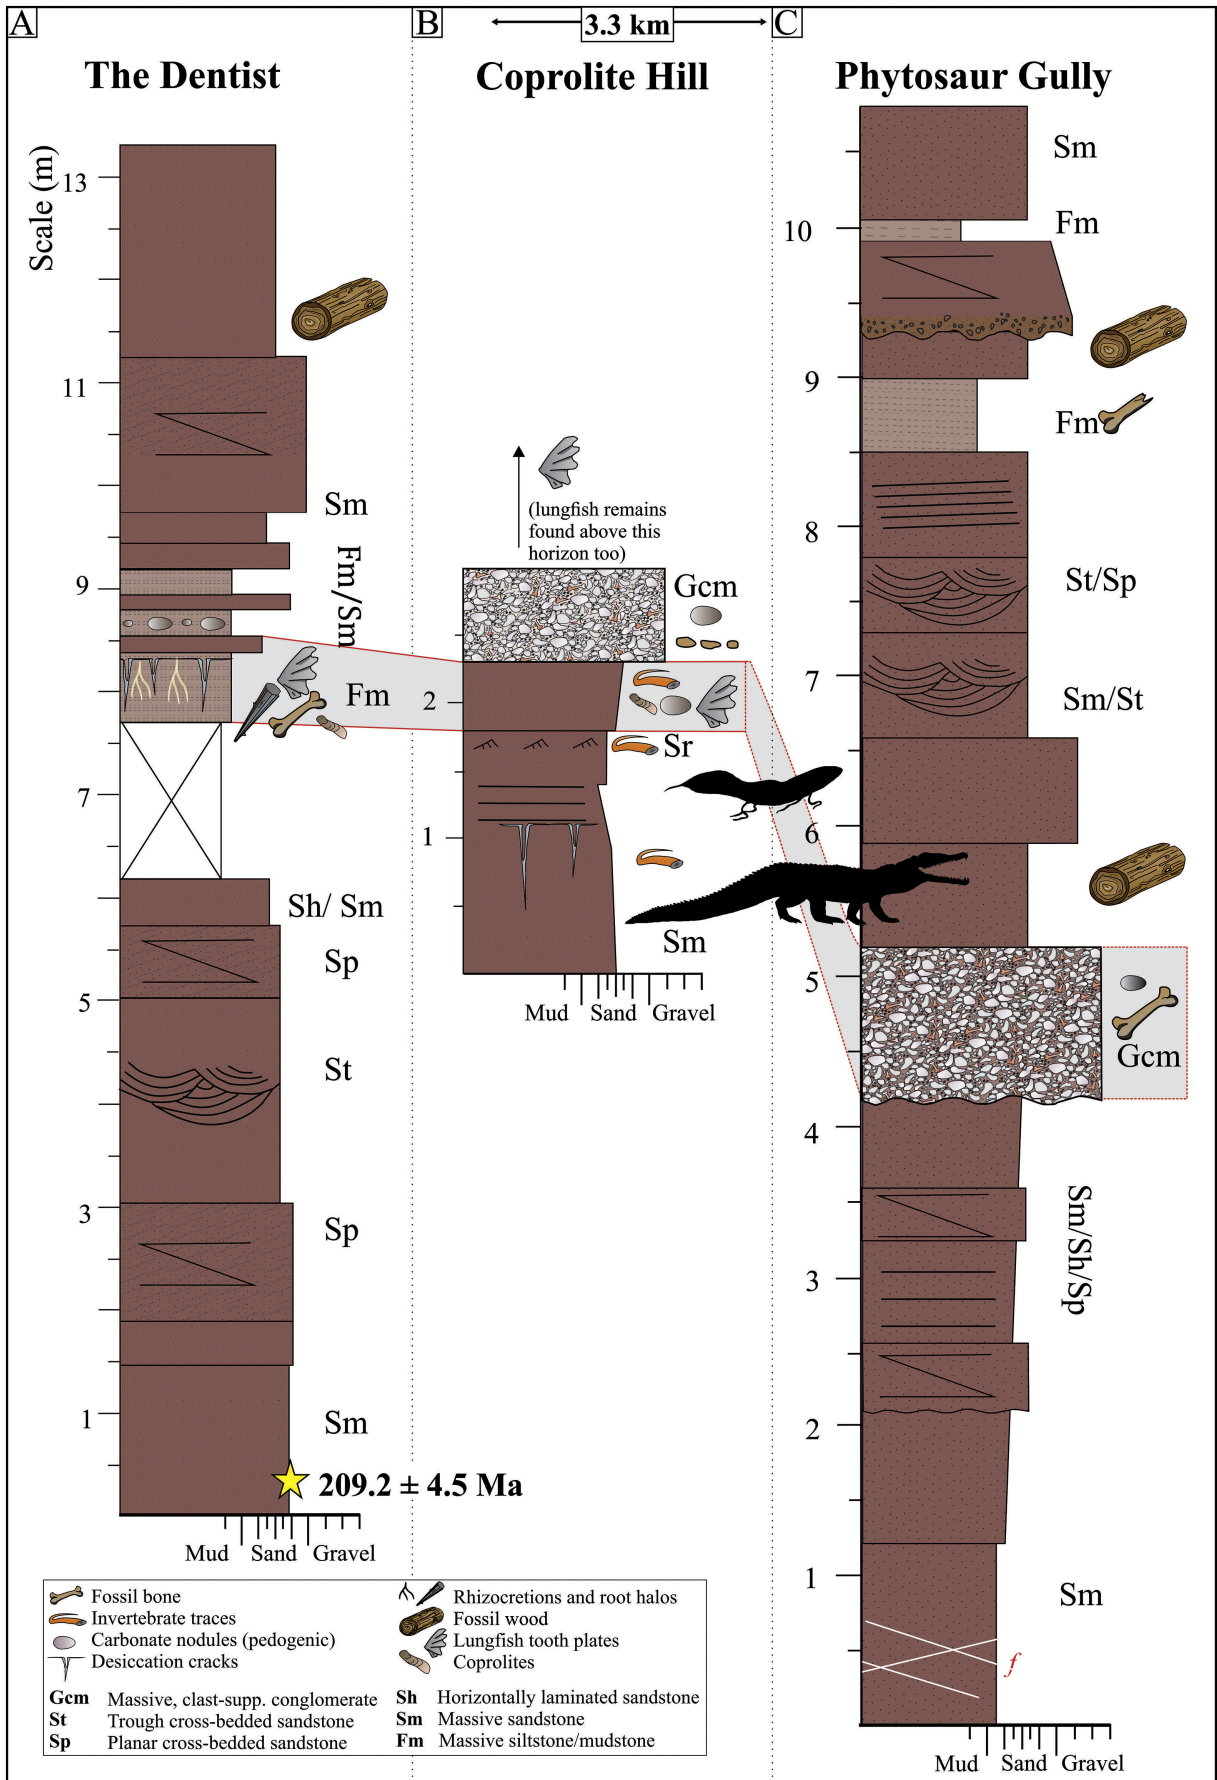 A
B
3.3 km
C
The Dentist
Coprolite Hill
Phytosaur Gully
Scale (m)
13
11
9
7
5
3
1
Sm
Fm/Sm
Fm
Sh/ Sm
Sp
St
Sp
Sm
209.2 ± 4.5 Ma
Mud Sand Gravel
(lungfish remains
found above this
horizon too)
Gcm
2
Sr
1
Sm
Mud Sand Gravel
Sm
Fm
10
9
Fm
8
St/Sp
7
Sm/St
6
5
Gcm
4
Sm/Sh/Sp
3
2
1
Sm
f
Mud Sand Gravel
Fossil bone
Invertebrate traces
Carbonate nodules (pedogenic)
Desiccation cracks
Rhizocretions and root halos
Fossil wood
Lungfish tooth plates
Coprolites
Gcm Massive, clast-supp. conglomerate
St Trough cross-bedded sandstone
Sp Planar cross-bedded sandstone
Sh Horizontally laminated sandstone
Sm Massive sandstone
Fm Massive siltstone/mudstone